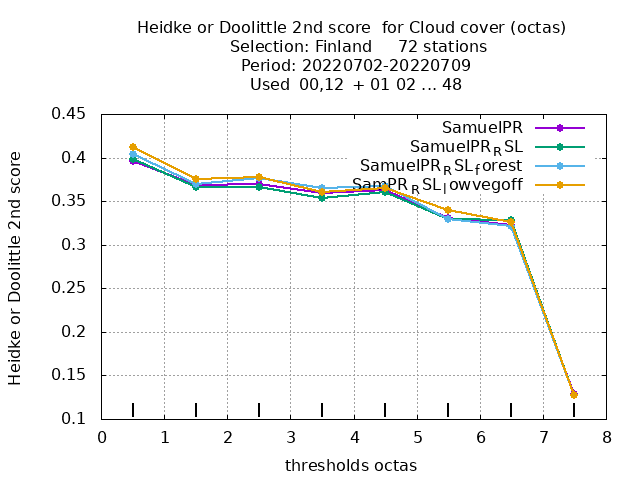 Heidke or Doolittle 2nd score  for Cloud cover (octas)
Selection: Finland     72 stations
Period: 20220702-20220709
Used  00,12  + 01 02 ... 48
Heidke or Doolittle 2nd score
0.45
0.4
0.35
0.3
0.25
0.2
0.15
0.1
SamuelPR
SamuelPR_RSL
SamuelPR_RSL_forest
SamPR_RSL_lowvegoff
0 1 2 3 4 5 6 7 8
thresholds octas